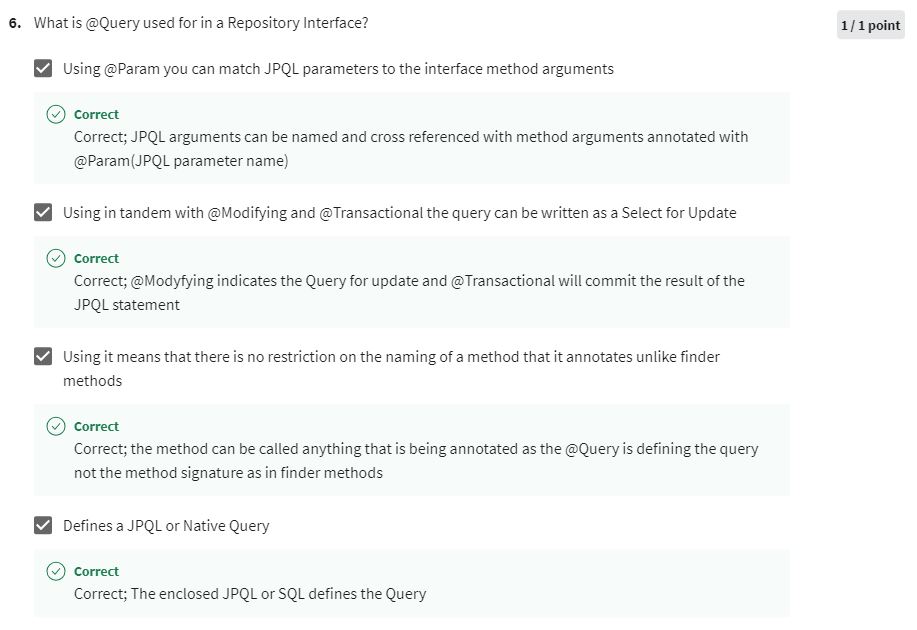 6. What is @Query used for in a Repository Interface?
1 / 1 point
Using @Param you can match JPQL parameters to the interface method arguments
Correct
Correct; JPQL arguments can be named and cross referenced with method arguments annotated with
@Param(JPQL parameter name)
Using in tandem with @Modifying and @Transactional the query can be written as a Select for Update
Correct
Correct; @Modyfying indicates the Query for update and @Transactional will commit the result of the
JPQL statement
Using it means that there is no restriction on the naming of a method that it annotates unlike finder
methods
Correct
Correct; the method can be called anything that is being annotated as the @Query is defining the query
not the method signature as in finder methods
Defines a JPQL or Native Query
Correct
Correct; The enclosed JPQL or SQL defines the Query